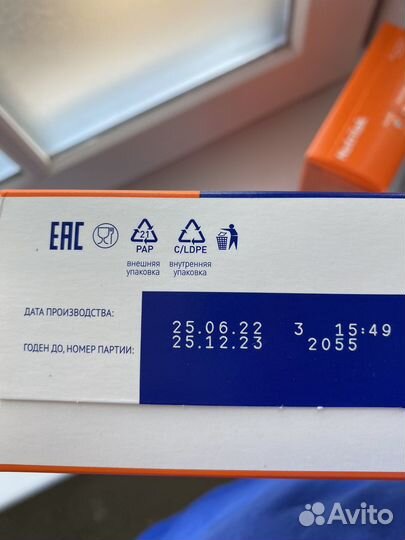 Nutrilak
EAC
21
PAP
C/LDPE
внешняя
упаковка
внутренняя
упаковка
ДАТА ПРОИЗВОДСТВА:
25.06.22 3 15:49
ГОДЕН ДО, НОМЕР ПАРТИИ:
25.12.23 2055
Avito